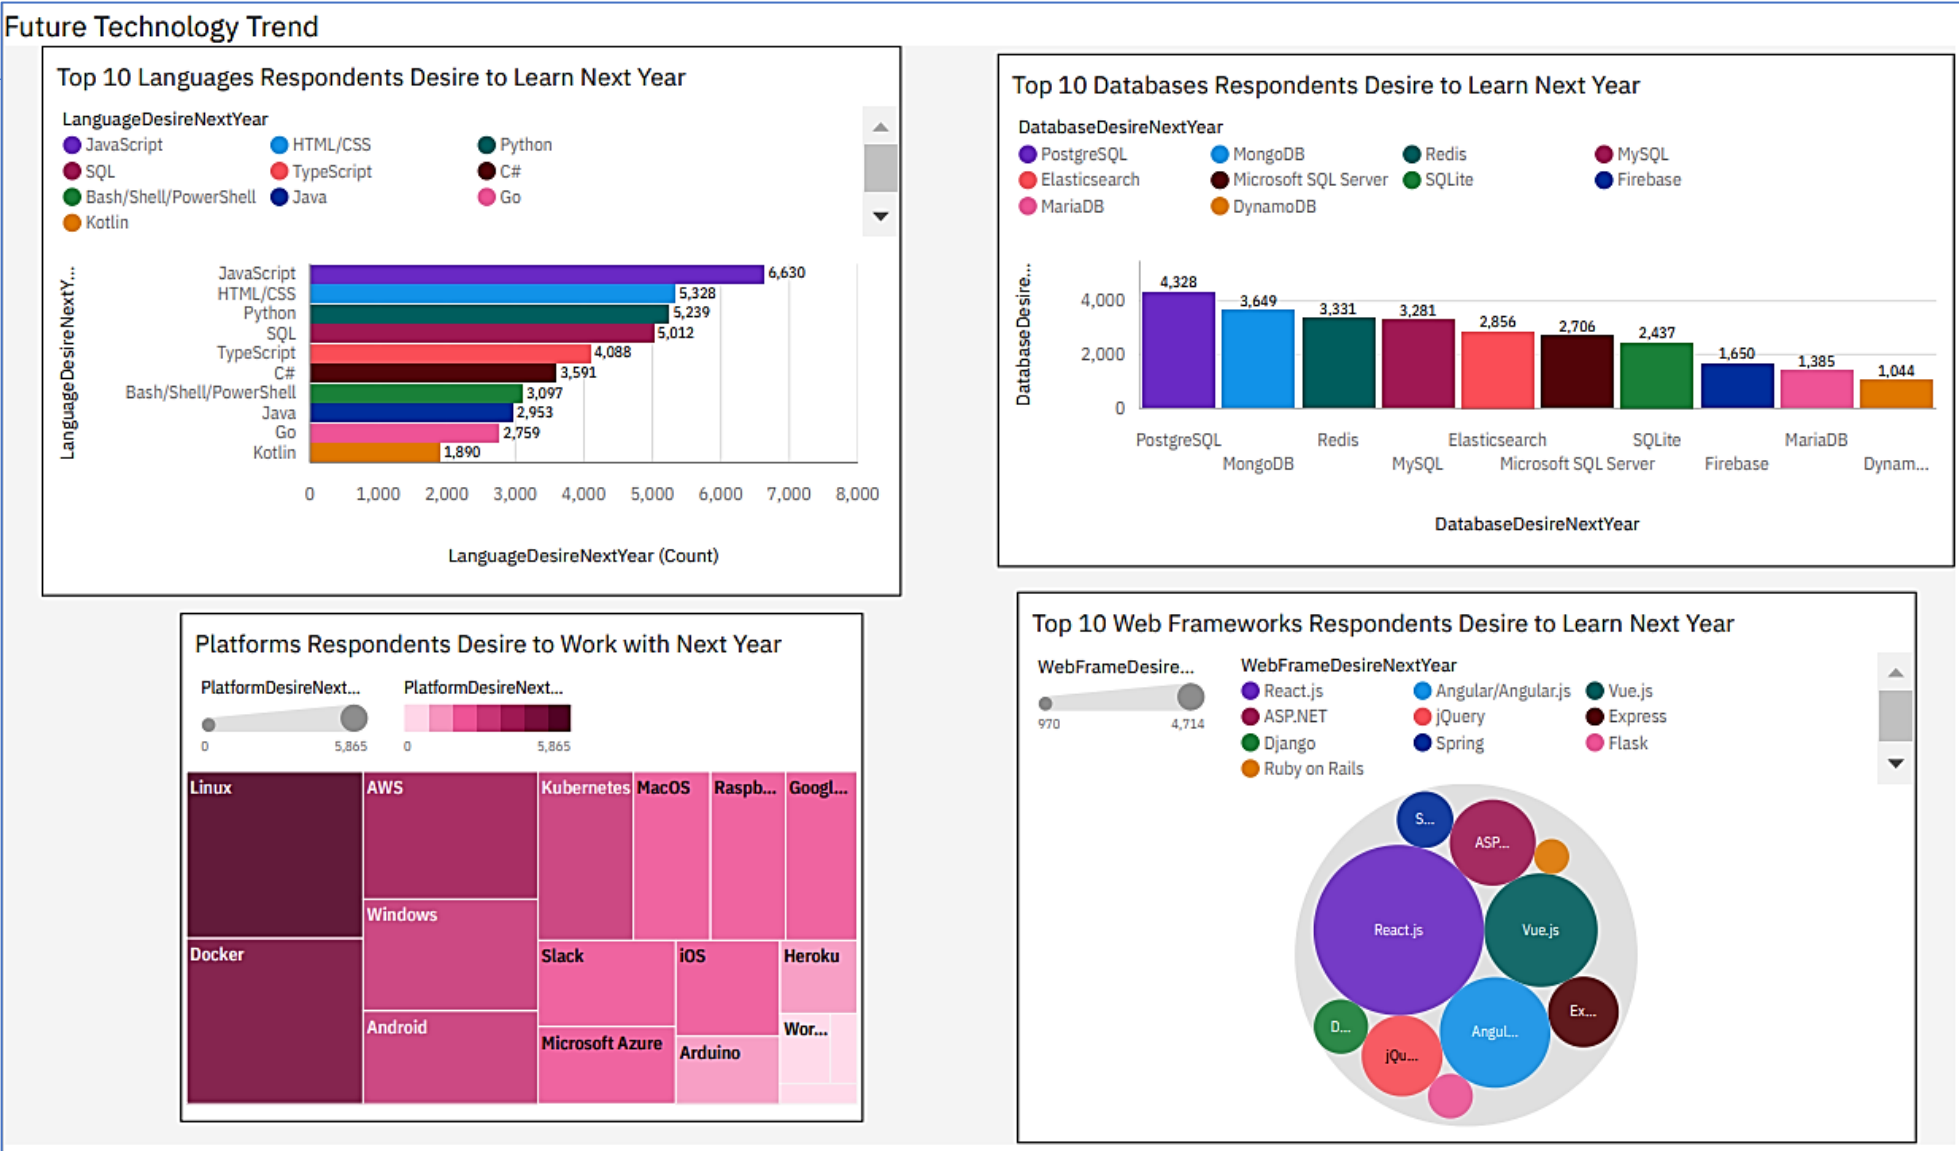 Future Technology Trend
Top 10 Languages Respondents Desire to Learn Next Year
LanguageDesireNextYear
JavaScript HTML/CSS Python
SQL TypeScript C#
Bash/Shell/PowerShell Java Go
Kotlin
LanguageDesireNextY...
JavaScript 6,630
HTML/CSS 5,328
Python 5,239
SQL 5,012
TypeScript 4,088
C# 3,591
Bash/Shell/PowerShell 3,097
Java 2,953
Go 2,759
Kotlin 1,890
0 1,000 2,000 3,000 4,000 5,000 6,000 7,000 8,000
LanguageDesireNextYear (Count)
Top 10 Databases Respondents Desire to Learn Next Year
DatabaseDesireNextYear
PostgreSQL MongoDB Redis MySQL
Elasticsearch Microsoft SQL Server SQLite Firebase
MariaDB DynamoDB
DatabaseDesire...
4,000
2,000
0
4,328 3,649 3,331 3,281 2,856 2,706 2,437 1,650 1,385 1,044
PostgreSQL Redis Elasticsearch SQLite MariaDB
MongoDB MySQL Microsoft SQL Server Firebase Dynam...
DatabaseDesireNextYear
Platforms Respondents Desire to Work with Next Year
PlatformDesireNext... PlatformDesireNext...
0 5,865 0 5,865
Linux AWS Kubernetes MacOS Raspb... Googl...
Windows
Docker Slack iOS Heroku
Android Wor...
Microsoft Azure Arduino
Top 10 Web Frameworks Respondents Desire to Learn Next Year
WebFrameDesire... WebFrameDesireNextYear
970 4,714
React.js Angular/Angular.js Vue.js
ASP.NET jQuery Express
Django Spring Flask
Ruby on Rails
S...
ASP...
React.js Vue.js
Ex...
D... Angul...
jQu...